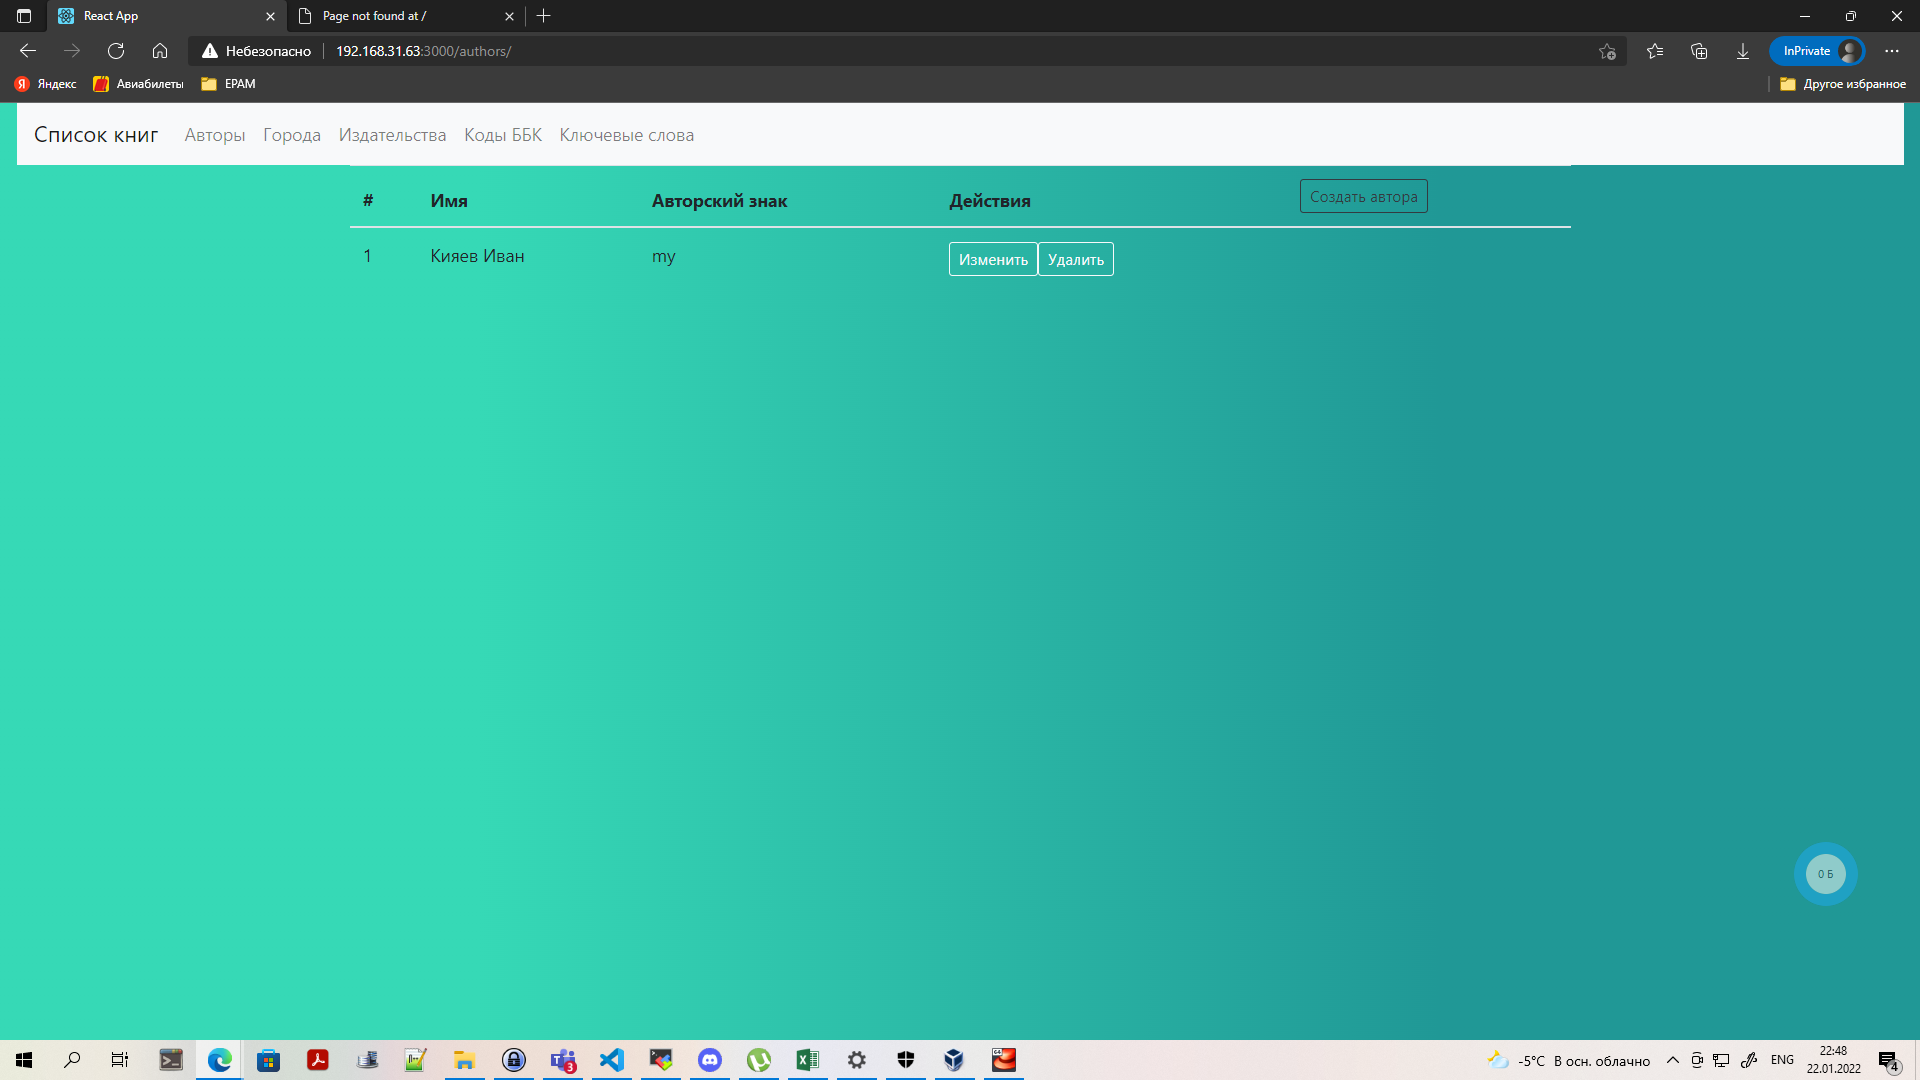 React App
Page not found at /
Небезопасно
192.168.31.63:3000/authors/
InPrivate
Яндекс
Авиабилеты
EPAM
Другое избранное
Список книг Авторы Города Издательства Коды ББК Ключевые слова
# Имя Авторский знак Действия Создать автора
1 Кияев Иван my Изменить Удалить
0 Б
3
-5°C В осн. облачно
ENG
22:48
22.01.2022
4